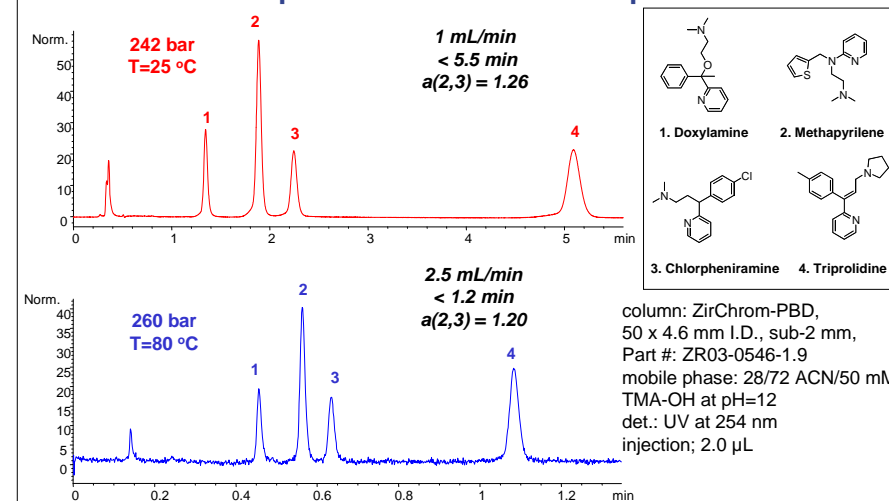 Norm.
242 bar
T=25 °C
1 mL/min
< 5.5 min
a(2,3) = 1.26
50
40
30
20
10
0
1
2
3
4
0 1 2 3 4 5 min
1. Doxylamine 2. Methapyrilene
3. Chlorpheniramine 4. Triprolidine
N O N
S N N N
N Cl N
N N
Norm.
260 bar
T=80 °C
2.5 mL/min
< 1.2 min
a(2,3) = 1.20
40
35
30
25
20
15
10
5
0
1
2
3
4
0 0.2 0.4 0.6 0.8 1 1.2 min
column: ZirChrom-PBD,
50 x 4.6 mm I.D., sub-2 mm,
Part #: ZR03-0546-1.9
mobile phase: 28/72 ACN/50 mM
TMA-OH at pH=12
det.: UV at 254 nm
injection; 2.0 µL